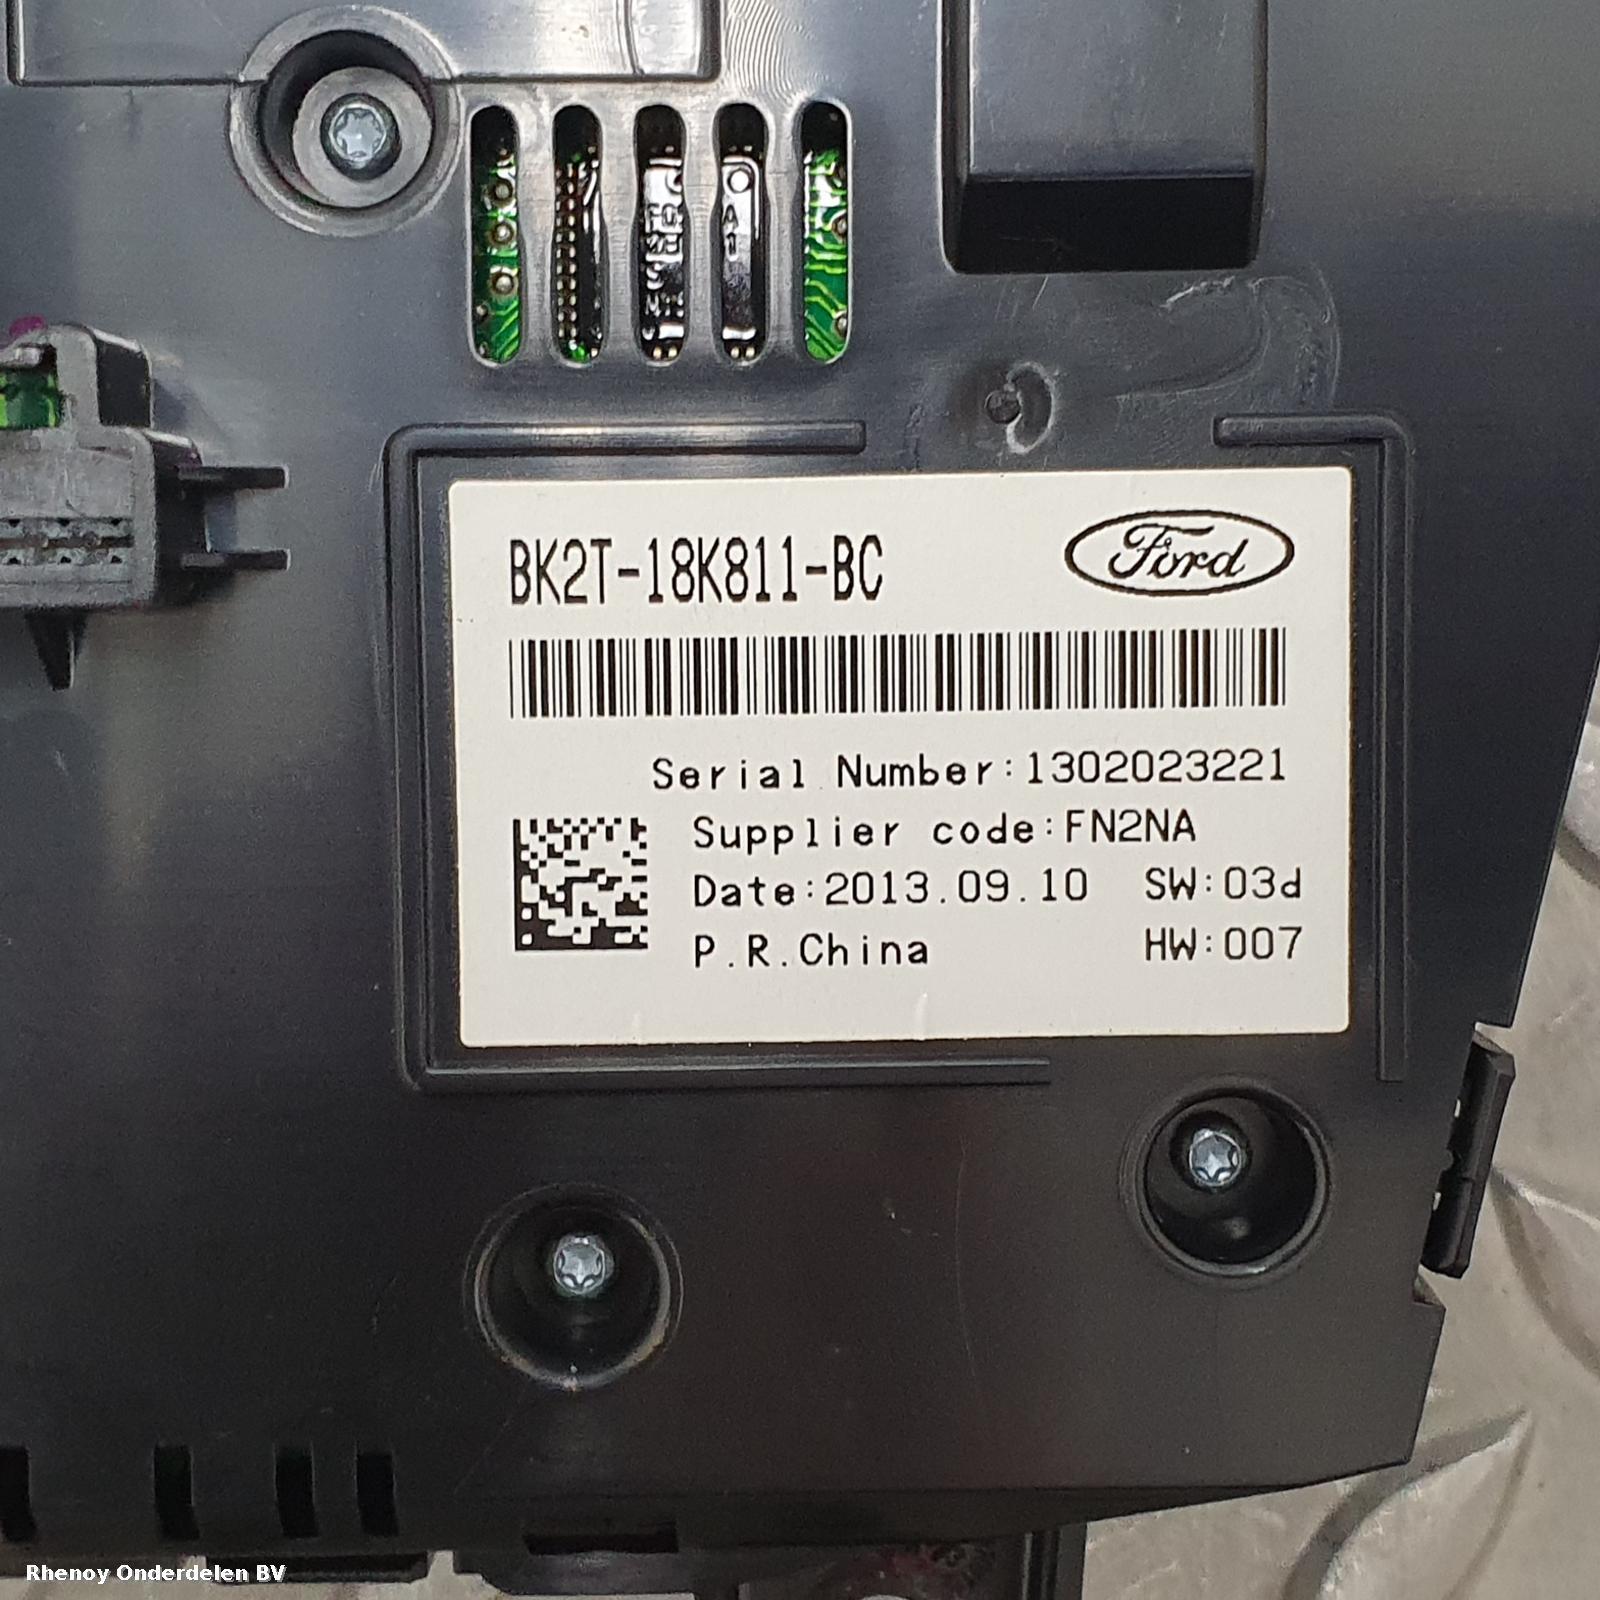 BK2T-18K811-BC
Ford
Serial Number:1302023221
Supplier code:FN2NA
Date:2013.09.10 SW:03d
P.R.China HW:007
Rhenoy Onderdelen BV